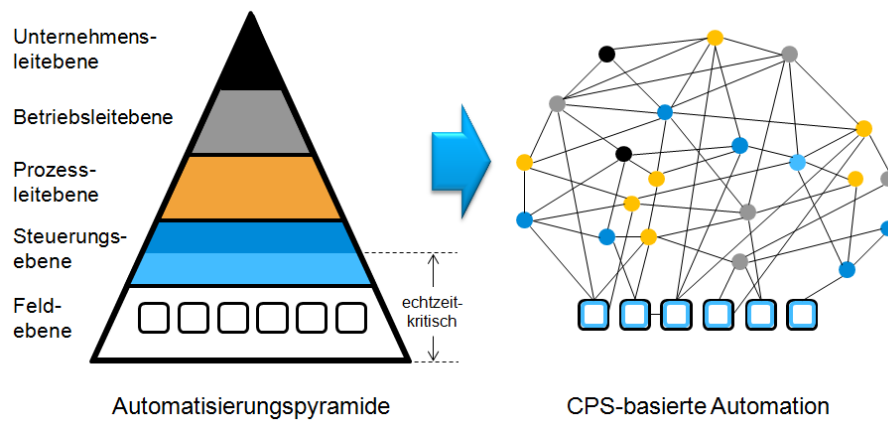 Unternehmens-
leitebene
Betriebsleitebene
Prozess-
leitebene
Steuerungs-
ebene
Feld-
ebene
echtzeit-
kritisch
Automatisierungspyramide
CPS-basierte Automation